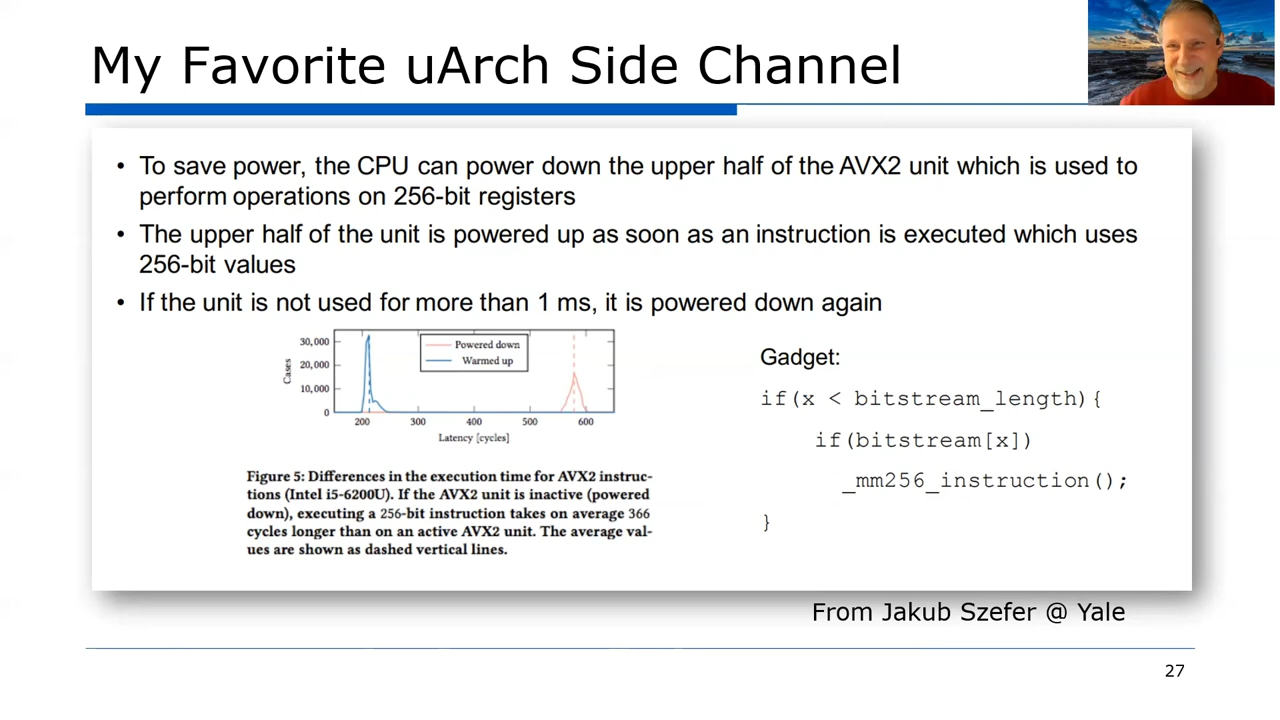 My Favorite uArch Side Channel
• To save power, the CPU can power down the upper half of the AVX2 unit which is used to
perform operations on 256-bit registers
• The upper half of the unit is powered up as soon as an instruction is executed which uses
256-bit values
• If the unit is not used for more than 1 ms, it is powered down again
30,000
20,000
10,000
0
Cases
Powered down
Warmed up
200 300 400 500 600
Latency [cycles]
Figure 5: Differences in the execution time for AVX2 instruc-
tions (Intel i5-6200U). If the AVX2 unit is inactive (powered
down), executing a 256-bit instruction takes on average 366
cycles longer than on an active AVX2 unit. The average val-
ues are shown as dashed vertical lines.
Gadget:
if(x < bitstream_length){
if(bitstream[x])
_mm256_instruction();
}
From Jakub Szefer @ Yale
27